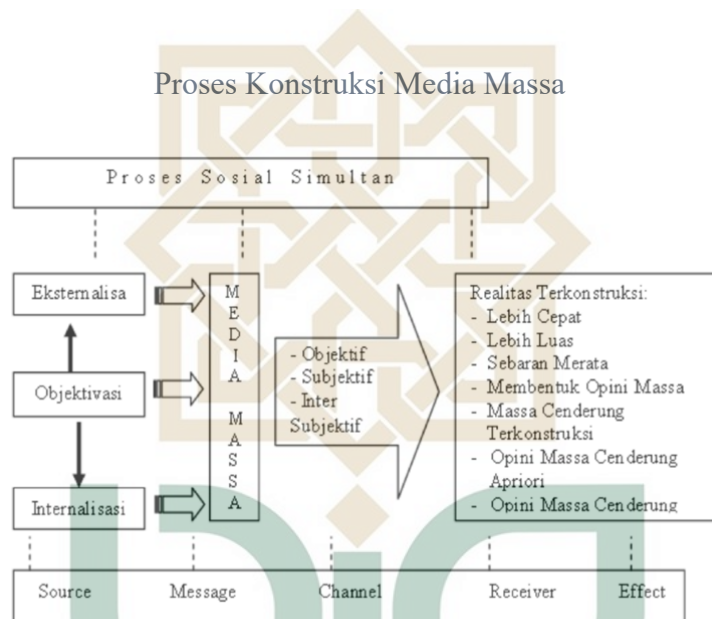 Proses Konstruksi Media Massa
Proses Sosial Simultan
Eksternalisa
Objektivasi
Internalisasi
MEDIA MASSA
- Objektif
- Subjektif
- Inter
Subjektif
Realitas Terkonstruksi:
- Lebih Cepat
- Lebih Luas
- Sebaran Merata
- Membentuk Opini Massa
- Massa Cenderung
Terkonstruksi
- Opini Massa Cenderung
Apriori
- Opini Massa Cenderung
Source Message Channel Receiver Effect